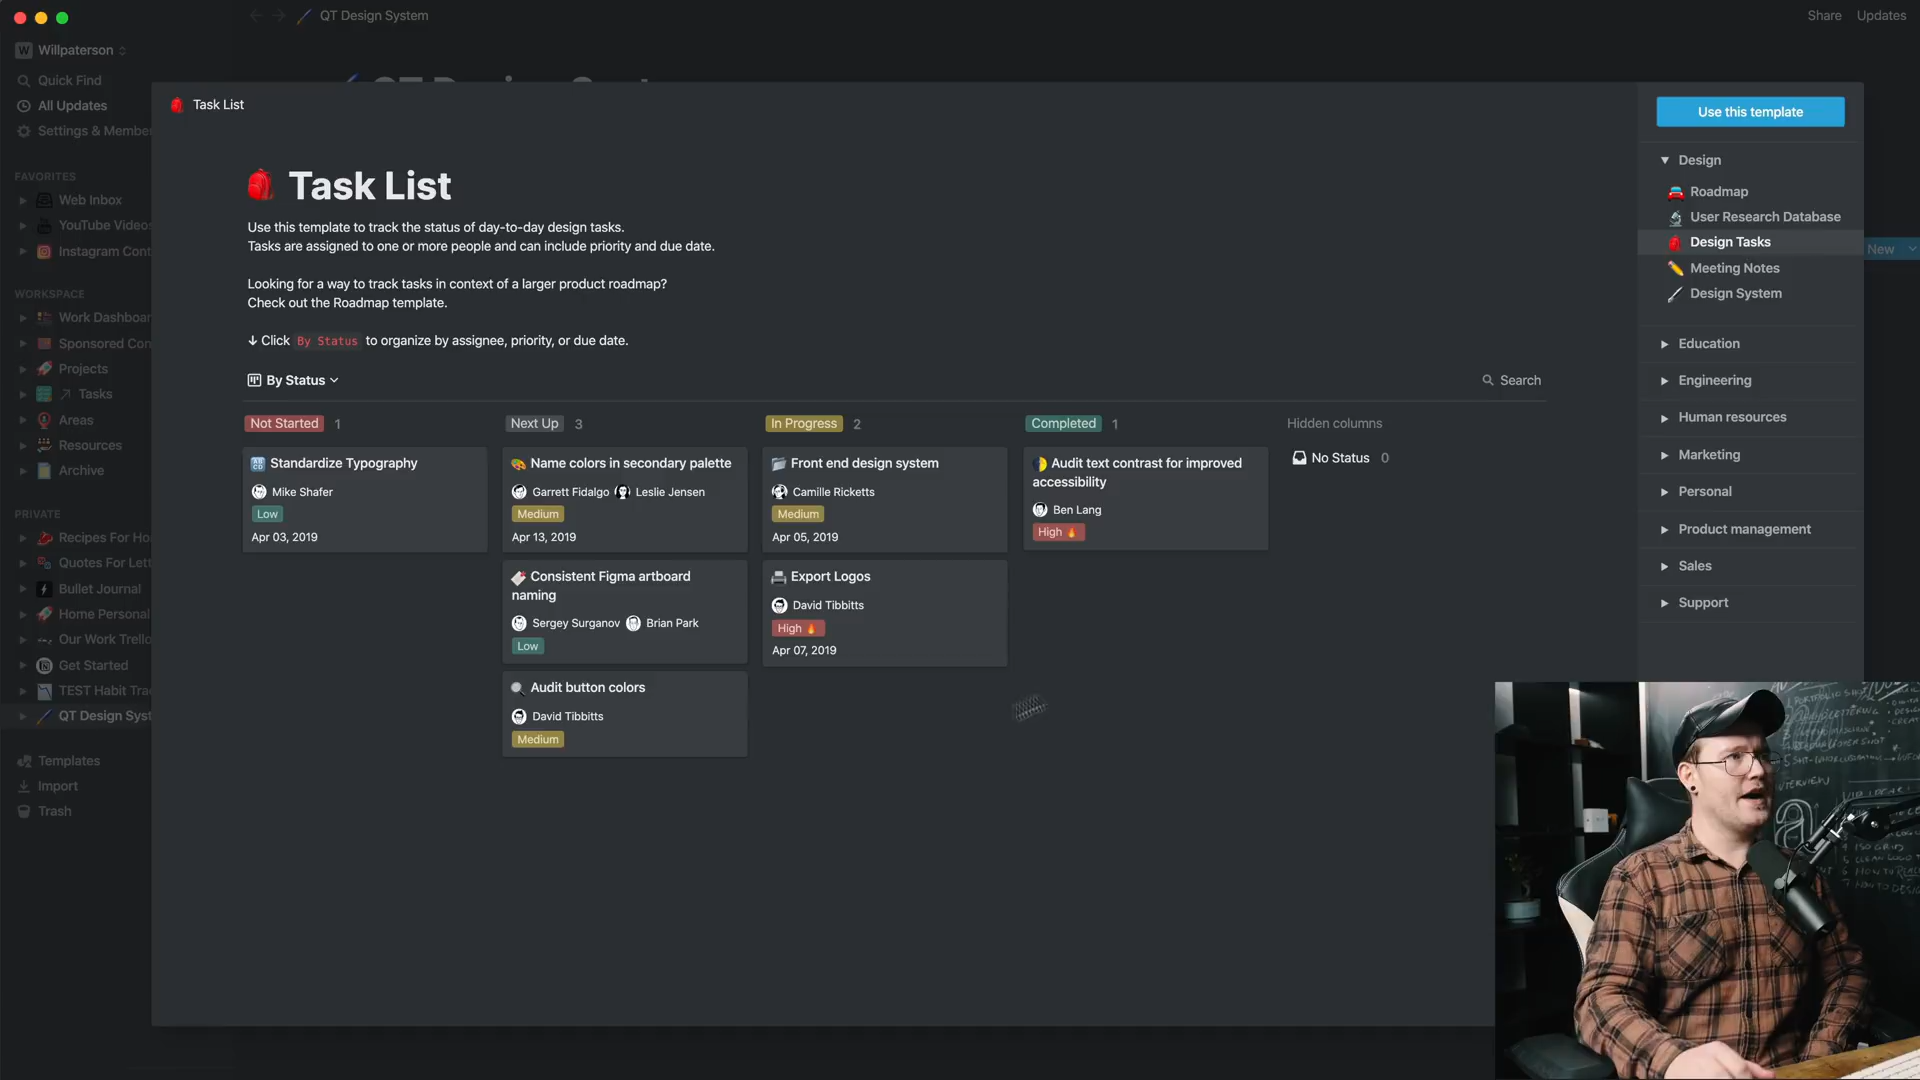 QT Design System
Share
Updates
Willpaterson
Quick Find
All Updates
Settings & Membe
FAVORITES
Web Inbox
YouTube Videos
Instagram Cont
WORKSPACE
Work Dashboar
Sponsored Con
Projects
Tasks
Areas
Resources
Archive
PRIVATE
Recipes For Ho
Quotes For Lett
Bullet Journal
Home Personal
Our Work Trello
Get Started
TEST Habit Trac
QT Design Syst
Templates
Import
Trash
Task List
Task List
Use this template to track the status of day-to-day design tasks.
Tasks are assigned to one or more people and can include priority and due date.
Looking for a way to track tasks in context of a larger product roadmap?
Check out the Roadmap template.
↓ Click By Status to organize by assignee, priority, or due date.
By Status
Search
Not Started 1
Standardize Typography
Mike Shafer
Low
Apr 03, 2019
Next Up 3
Name colors in secondary palette
Garrett Fidalgo Leslie Jensen
Medium
Apr 13, 2019
Consistent Figma artboard
naming
Sergey Surganov Brian Park
Low
Audit button colors
David Tibbitts
Medium
In Progress 2
Front end design system
Camille Ricketts
Medium
Apr 05, 2019
Export Logos
David Tibbitts
High
Apr 07, 2019
Completed 1
Audit text contrast for improved
accessibility
Ben Lang
High
Hidden columns
No Status 0
Use this template
Design
Roadmap
User Research Database
Design Tasks
Meeting Notes
Design System
Education
Engineering
Human resources
Marketing
Personal
Product management
Sales
Support
New